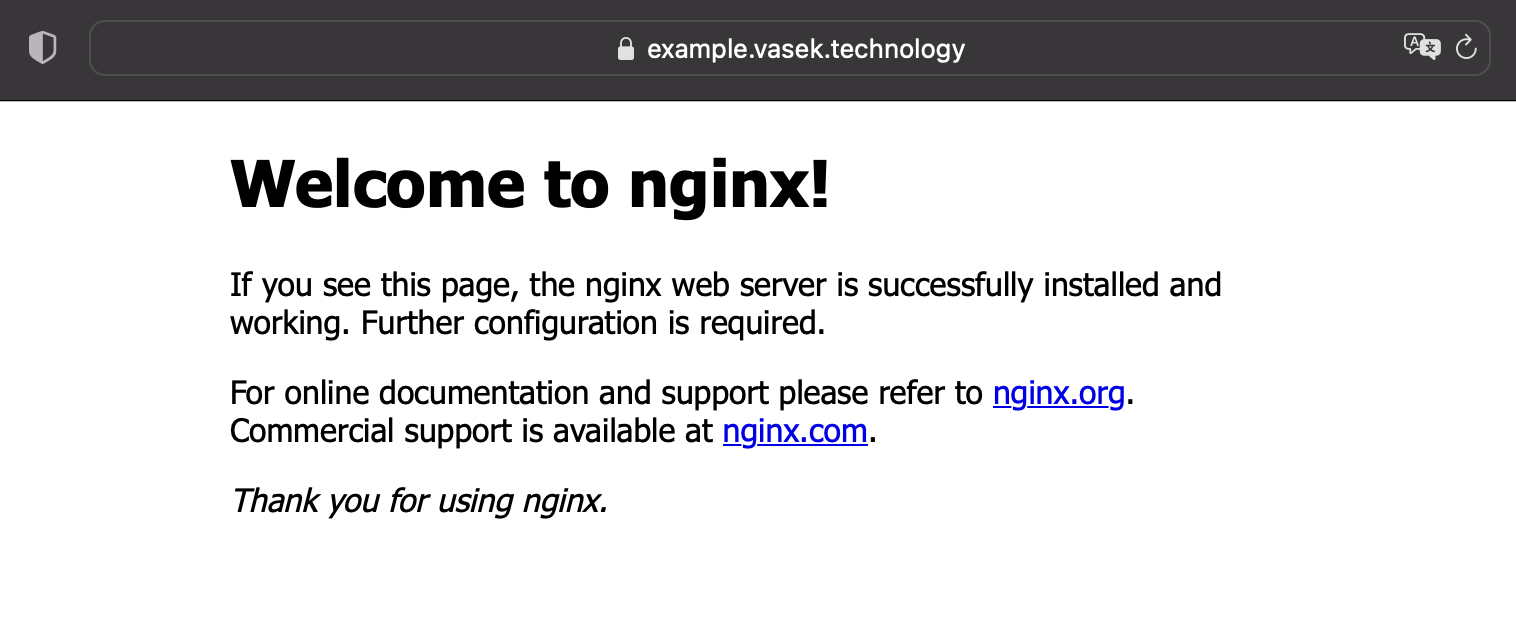 example.vasek.technology
Welcome to nginx!
If you see this page, the nginx web server is successfully installed and
working. Further configuration is required.
For online documentation and support please refer to nginx.org.
Commercial support is available at nginx.com.
Thank you for using nginx.